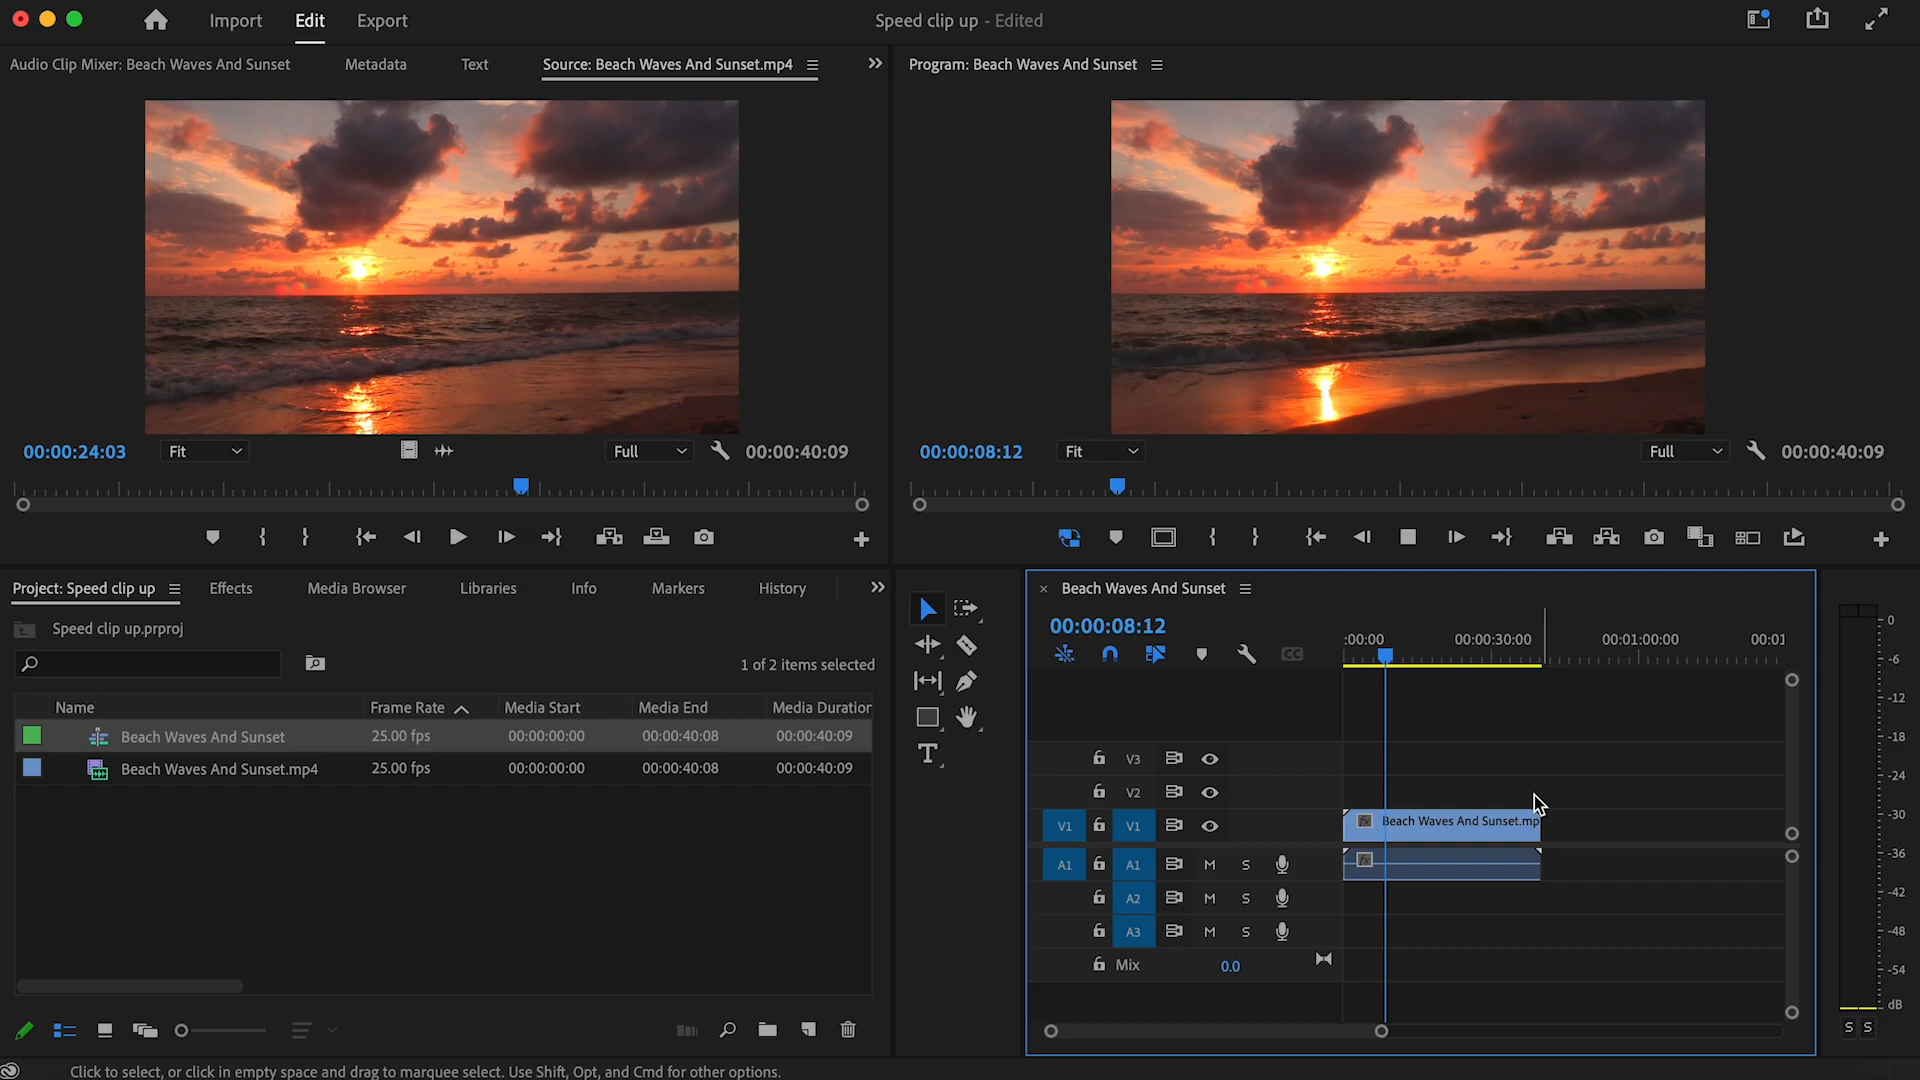 Import Edit Export
Speed clip up - Edited
Audio Clip Mixer: Beach Waves And Sunset Metadata Text Source: Beach Waves And Sunset.mp4
Program: Beach Waves And Sunset
00:00:24:03 Fit Full 00:00:40:09
00:00:08:12 Fit Full 00:00:40:09
Project: Speed clip up Effects Media Browser Libraries Info Markers History
Speed clip up.prproj
1 of 2 items selected
Name Frame Rate Media Start Media End Media Duration
Beach Waves And Sunset 25.00 fps 00:00:00:00 00:00:40:08 00:00:40:09
Beach Waves And Sunset.mp4 25.00 fps 00:00:00:00 00:00:40:08 00:00:40:09
T
Beach Waves And Sunset
00:00:08:12
:00:00 00:00:30:00 00:01:00:00 00:01
CC
V3
V2
V1 V1 fx Beach Waves And Sunset.mp
A1 A1 M S fx
A2 M S
A3 M S
Mix 0.0
0
-6
-12
-18
-24
-30
-36
-42
-48
-54
dB
S S
Click to select, or click in empty space and drag to marquee select. Use Shift, Opt, and Cmd for other options.